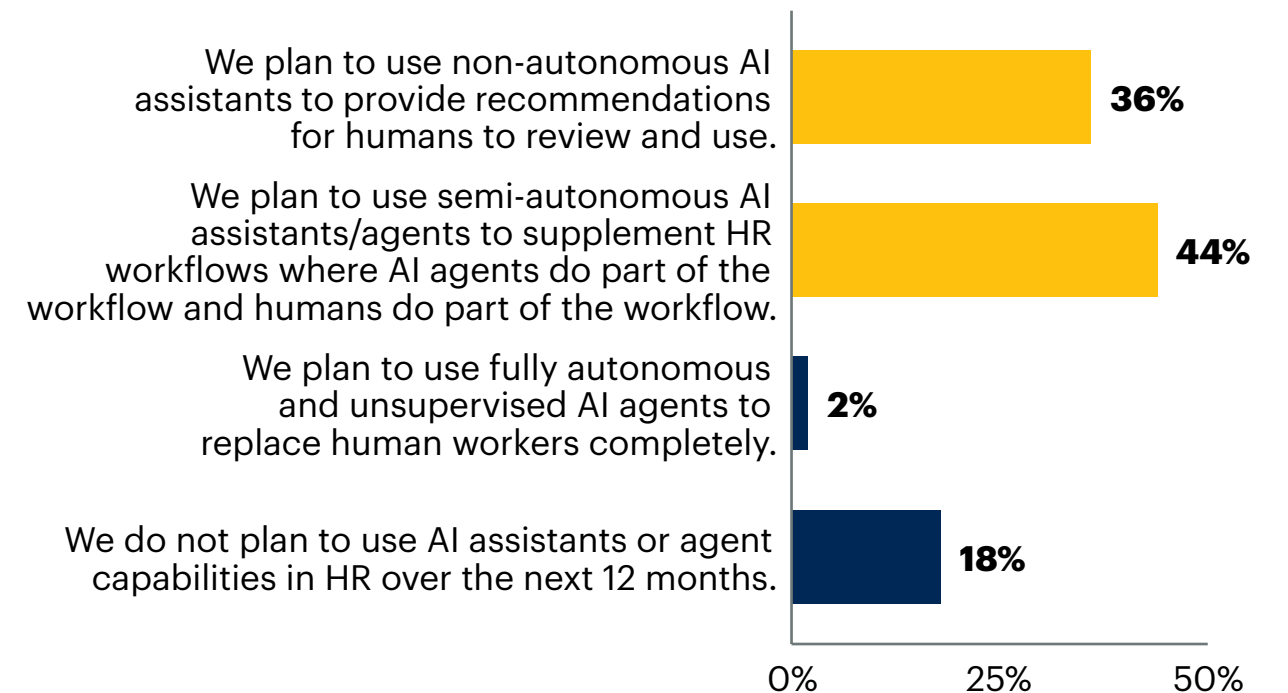 We plan to use non-autonomous AI
assistants to provide recommendations
for humans to review and use.
36%
We plan to use semi-autonomous AI
assistants/agents to supplement HR
workflows where AI agents do part of the
workflow and humans do part of the workflow.
44%
We plan to use fully autonomous
and unsupervised AI agents to
replace human workers completely.
2%
We do not plan to use AI assistants or agent
capabilities in HR over the next 12 months.
18%
0% 25% 50%